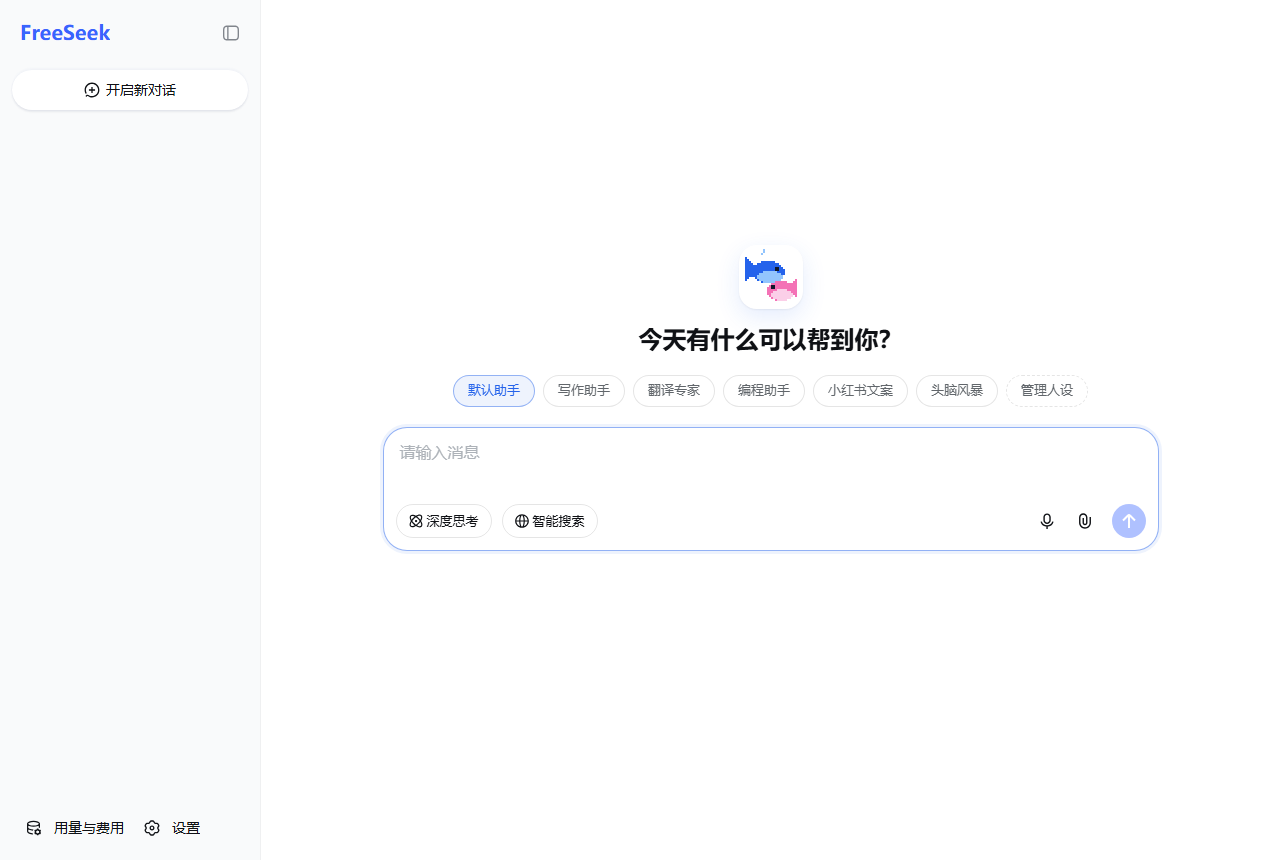 FreeSeek
开启新对话
今天有什么可以帮到你?
默认助手 写作助手 翻译专家 编程助手 小红书文案 头脑风暴 管理人设
请输入消息
深度思考 智能搜索
用量与费用 设置